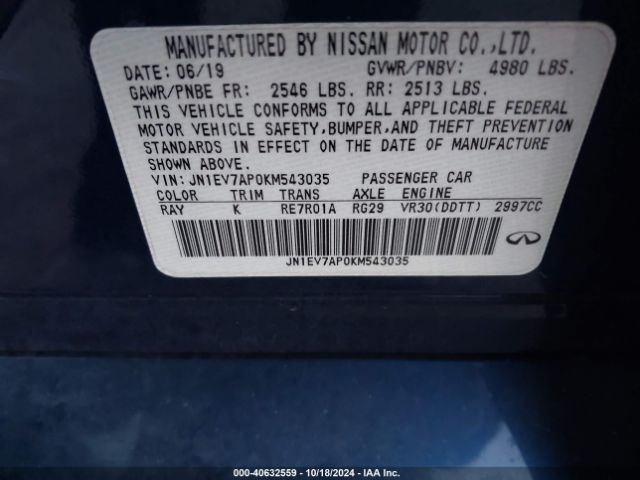 MANUFACTURED BY NISSAN MOTOR CO.,LTD.
DATE: 06/19 GVWR/PNBV: 4980 LBS.
GAWR/PNBE FR: 2546 LBS. RR: 2513 LBS.
THIS VEHICLE CONFORMS TO ALL APPLICABLE FEDERAL
MOTOR VEHICLE SAFETY,BUMPER,AND THEFT PREVENTION
STANDARDS IN EFFECT ON THE DATE OF MANUFACTURE
SHOWN ABOVE.
VIN: JN1EV7AP0KM543035 PASSENGER CAR
COLOR TRIM TRANS AXLE ENGINE
RAY K RE7R01A RG29 VR30(DDTT) 2997CC
JN1EV7AP0KM543035
INFINITI
000-40632559 | 10/18/2024 - IAA Inc.